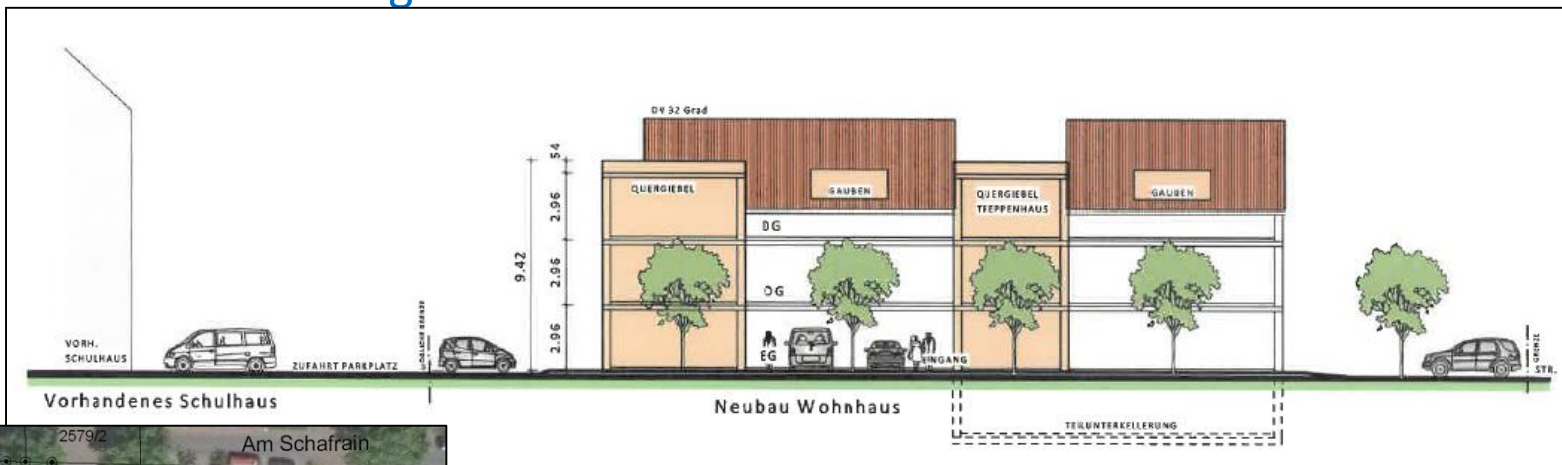 DN 32 Grad
54
QUERGIEBEL
GAUBEN
QUERGIEBEL
TREPPENHAUS
GAUBEN
2.96
DG
9.42
2.96
OG
2.96
EG
EINGANG
VORH.
SCHULHAUS
ZUFAHRT PARKPLATZ
GRENZE
GRENZE
STR.
Vorhandenes Schulhaus
Neubau Wohnhaus
TEILUNTERKELLERUNG
2579/2
Am Schafrain